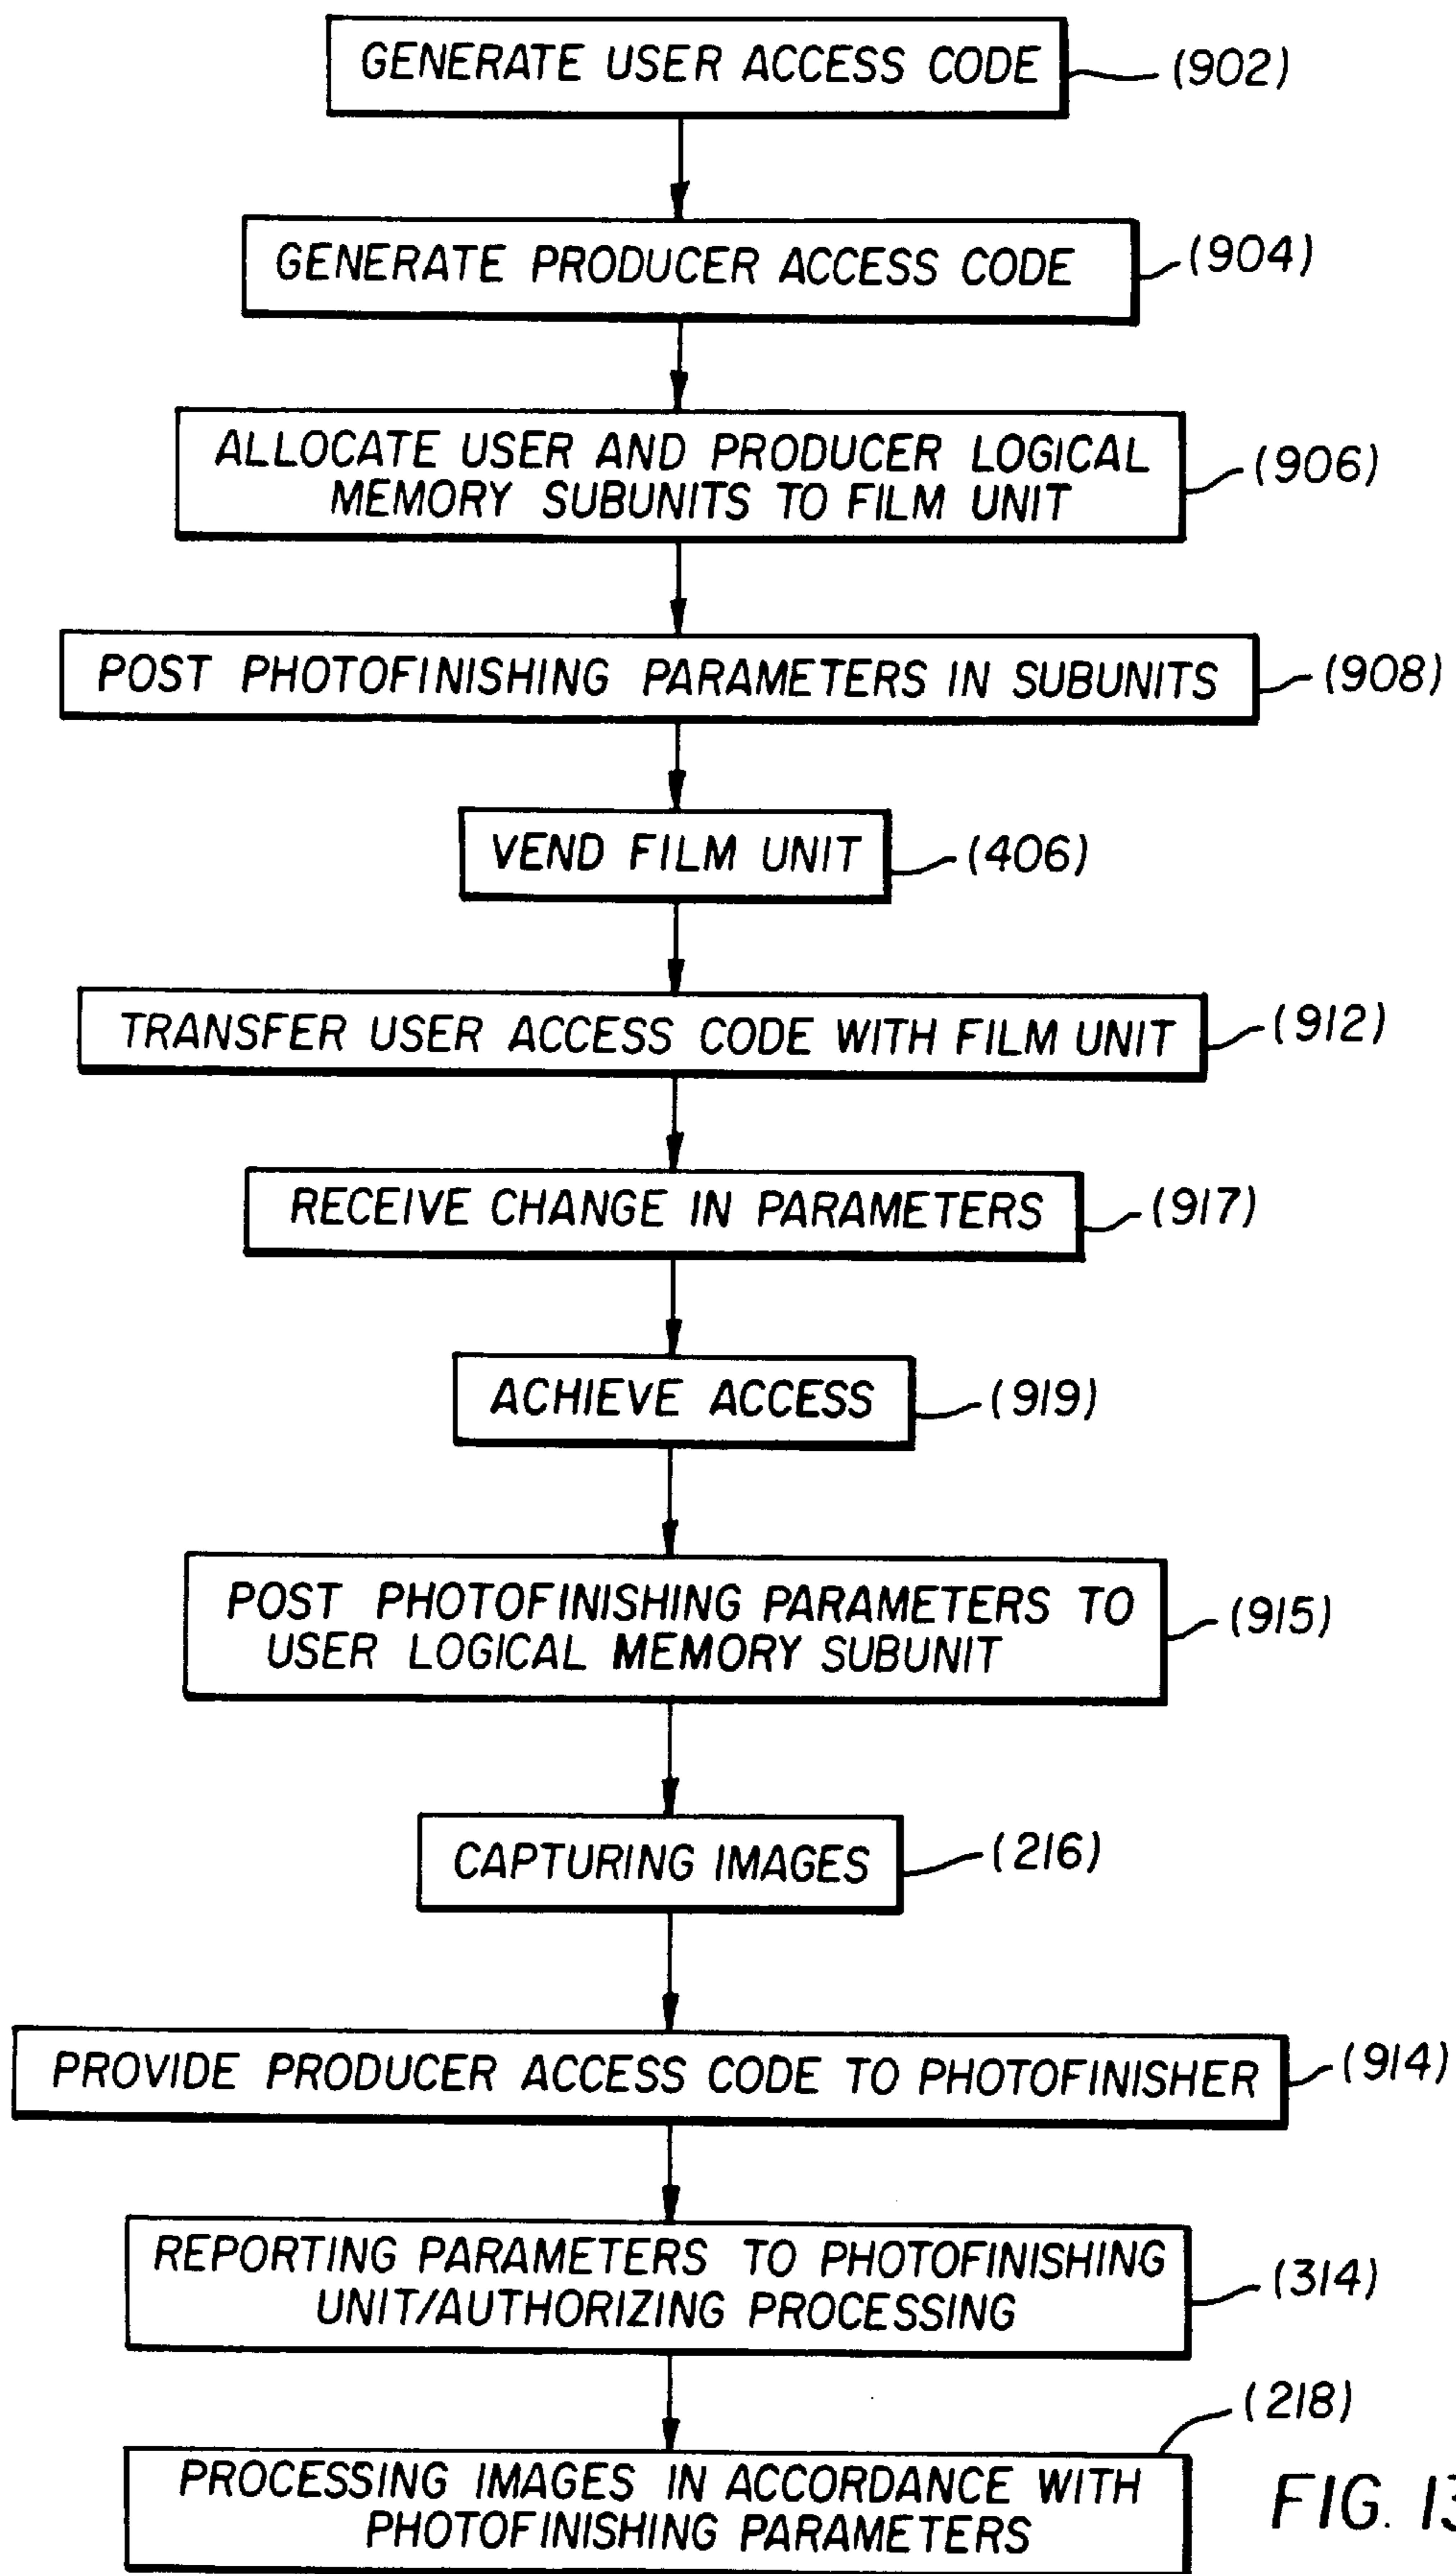 GENERATE USER ACCESS CODE (902)
GENERATE PRODUCER ACCESS CODE (904)
ALLOCATE USER AND PRODUCER LOGICAL
MEMORY SUBUNITS TO FILM UNIT (906)
POST PHOTOFINISHING PARAMETERS IN SUBUNITS (908)
VEND FILM UNIT (406)
TRANSFER USER ACCESS CODE WITH FILM UNIT (912)
RECEIVE CHANGE IN PARAMETERS (917)
ACHIEVE ACCESS (919)
POST PHOTOFINISHING PARAMETERS TO
USER LOGICAL MEMORY SUBUNIT (915)
CAPTURING IMAGES (216)
PROVIDE PRODUCER ACCESS CODE TO PHOTOFINISHER (914)
REPORTING PARAMETERS TO PHOTOFINISHING
UNIT/AUTHORIZING PROCESSING (314)
(218)
PROCESSING IMAGES IN ACCORDANCE WITH
PHOTOFINISHING PARAMETERS
FIG. 13